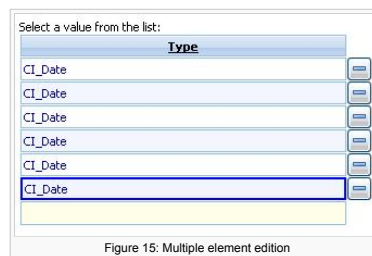 Select a value from the list:
Type
CI_Date
CI_Date
CI_Date
CI_Date
CI_Date
CI_Date
Figure 15: Multiple element edition